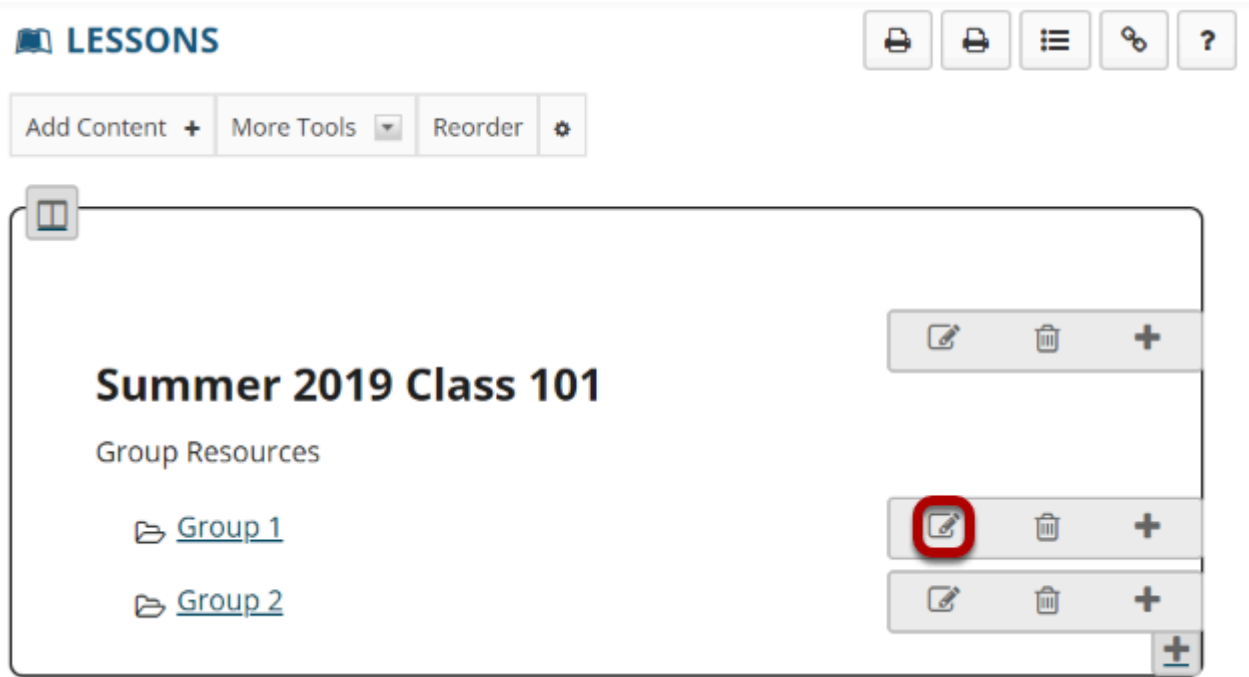 LESSONS
?
Add Content + More Tools Reorder
Summer 2019 Class 101
Group Resources
Group 1
Group 2